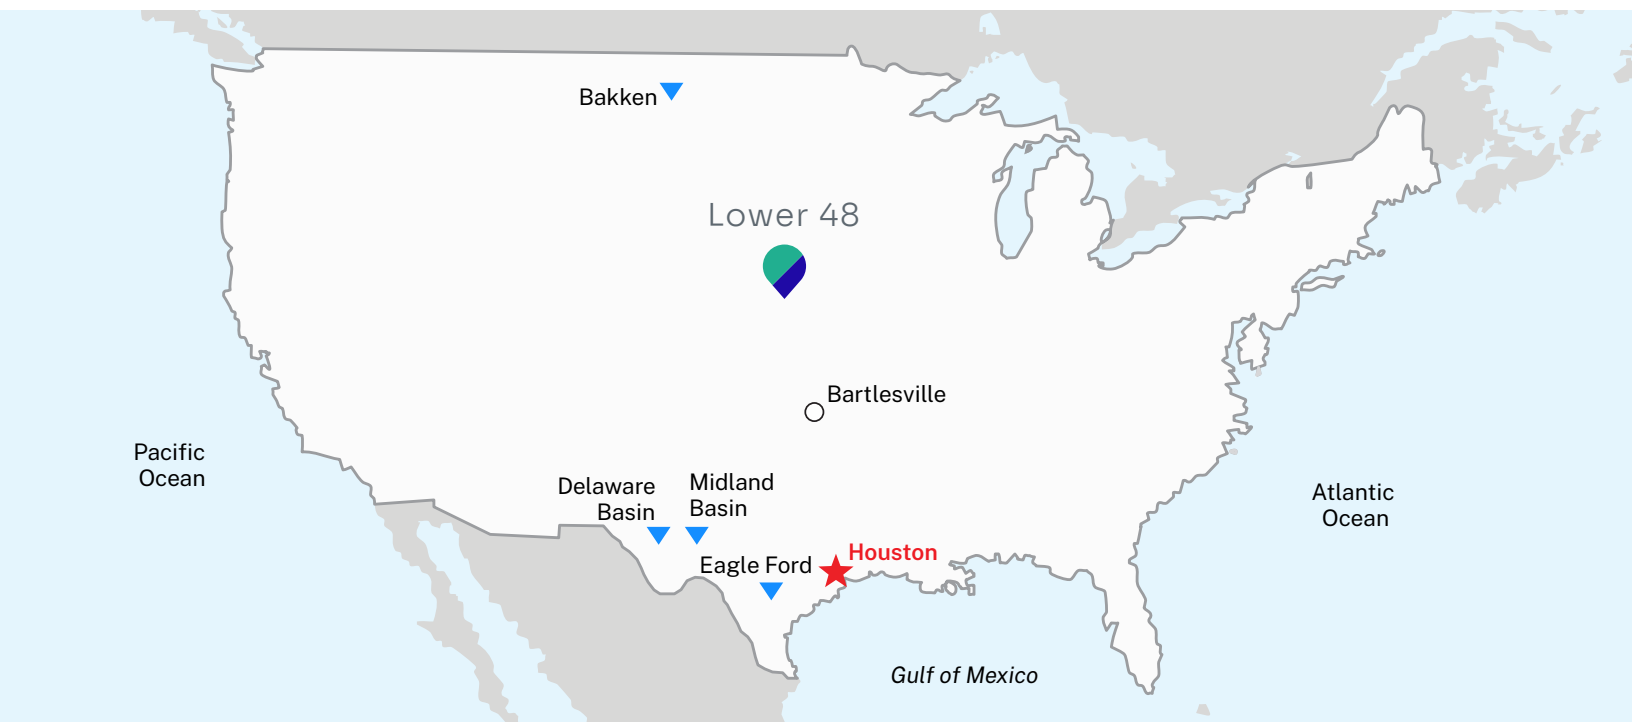 Bakken
Lower 48
Bartlesville
Pacific
Ocean
Delaware
Basin
Midland
Basin
Atlantic
Ocean
Eagle Ford
Houston
Gulf of Mexico